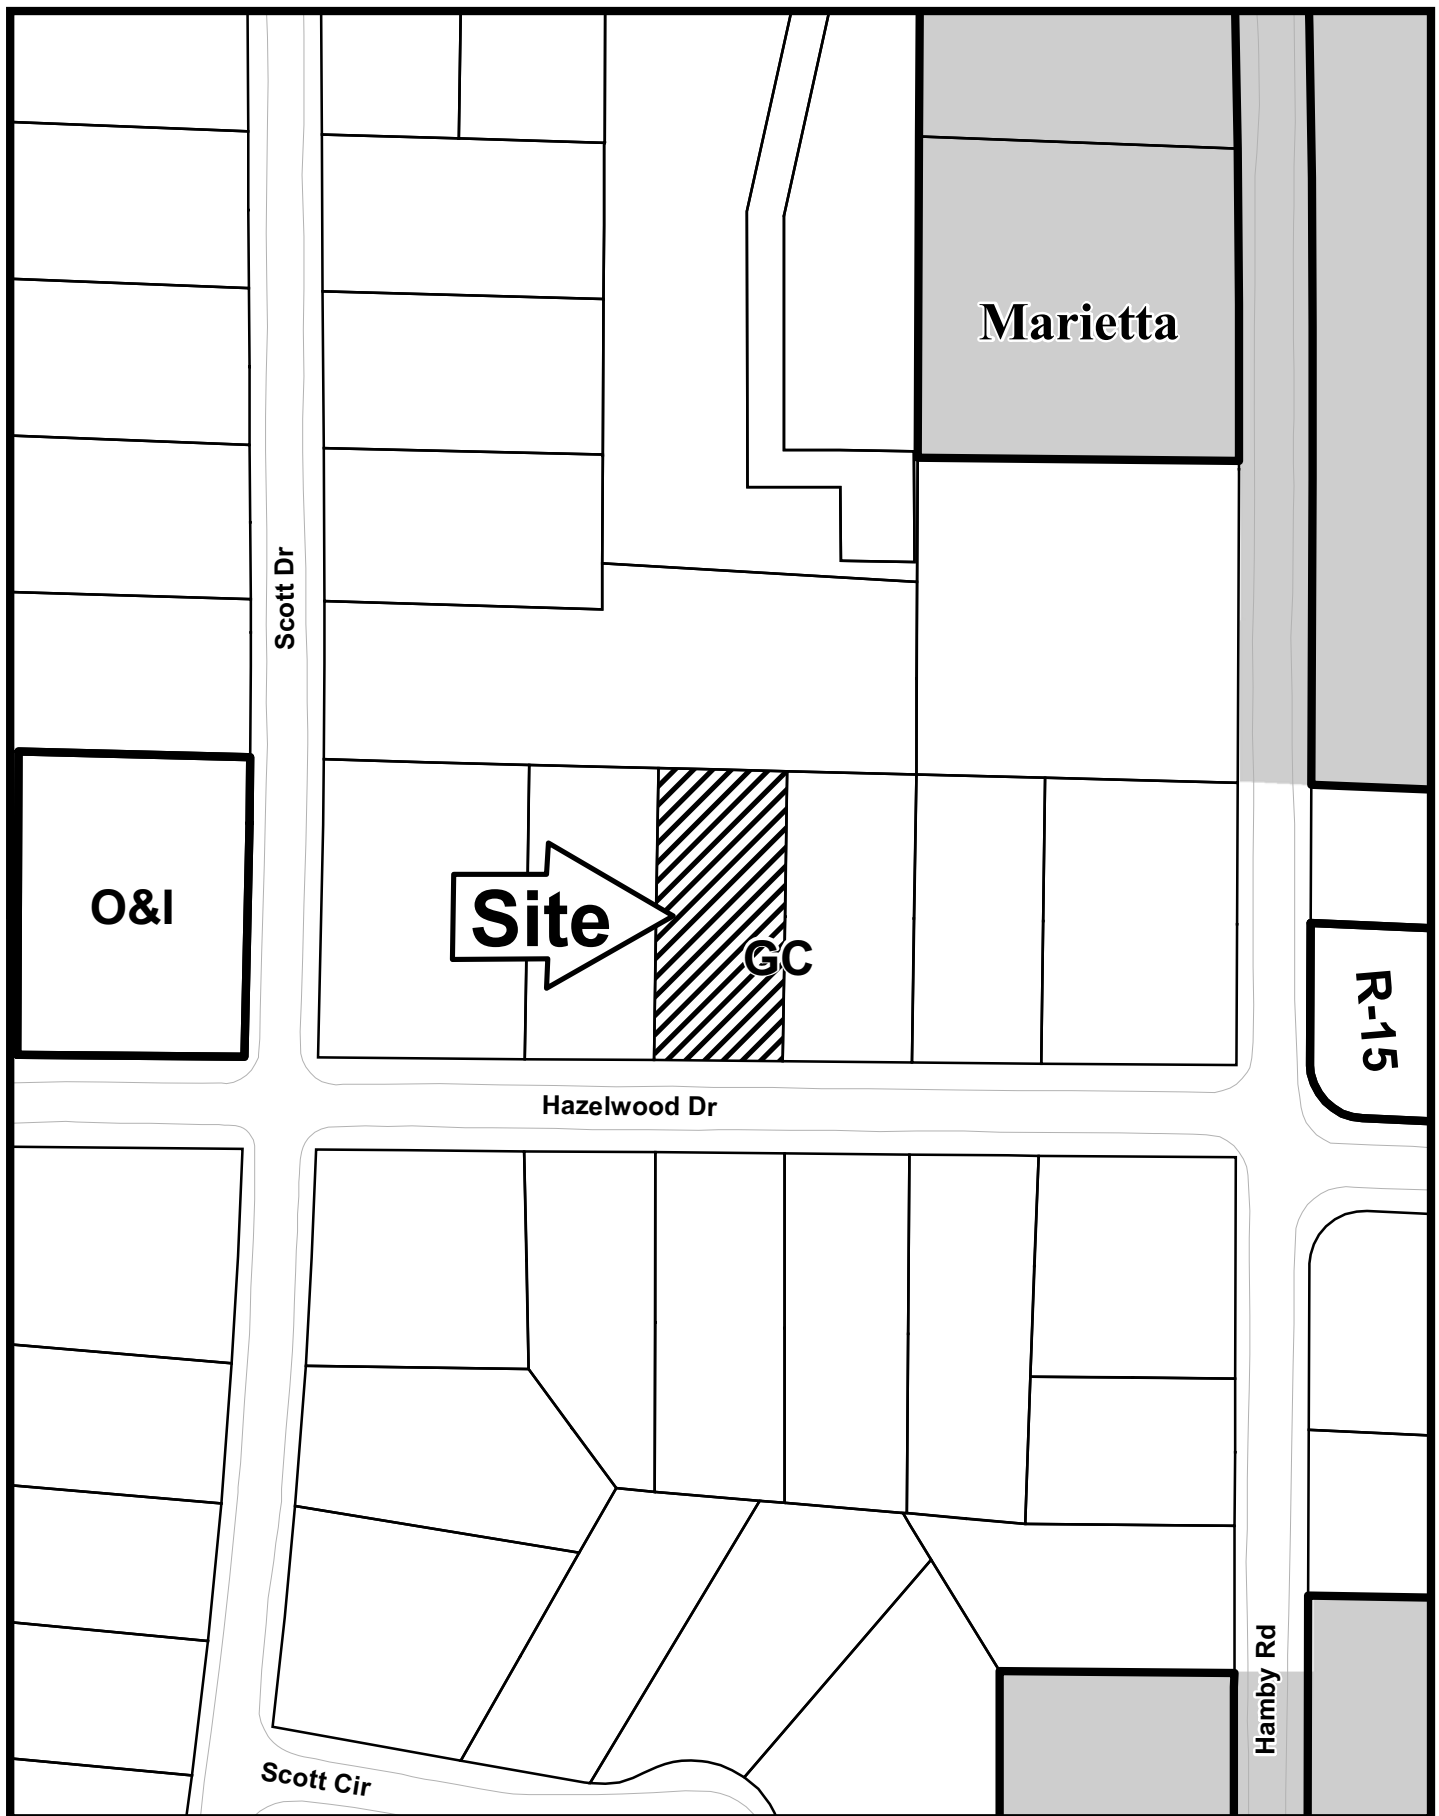 Marietta
Scott Dr
O&I
Site
GC
R-15
Hazelwood Dr
Hamby Rd
Scott Cir